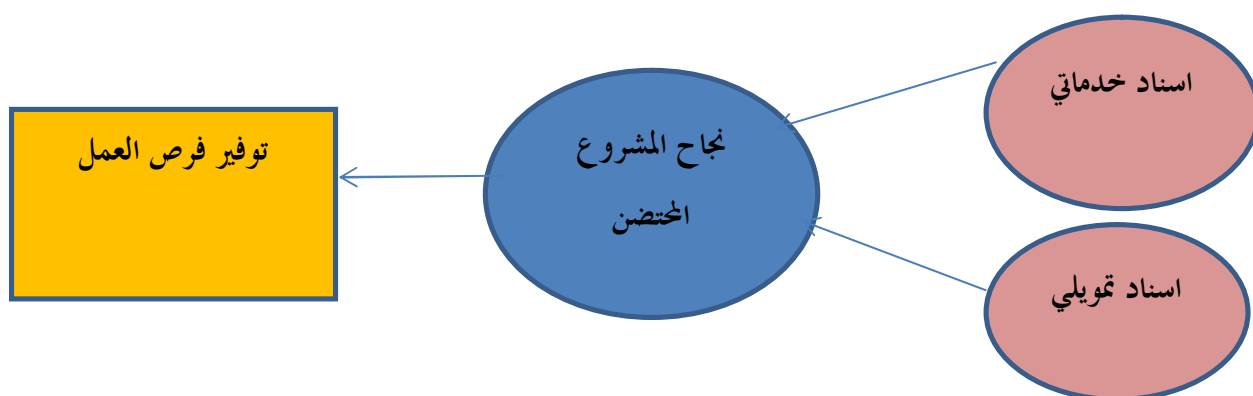 اسناد خدماتي
نجاح المشروع
المحتضن
توفير فرص العمل
اسناد تمويلي